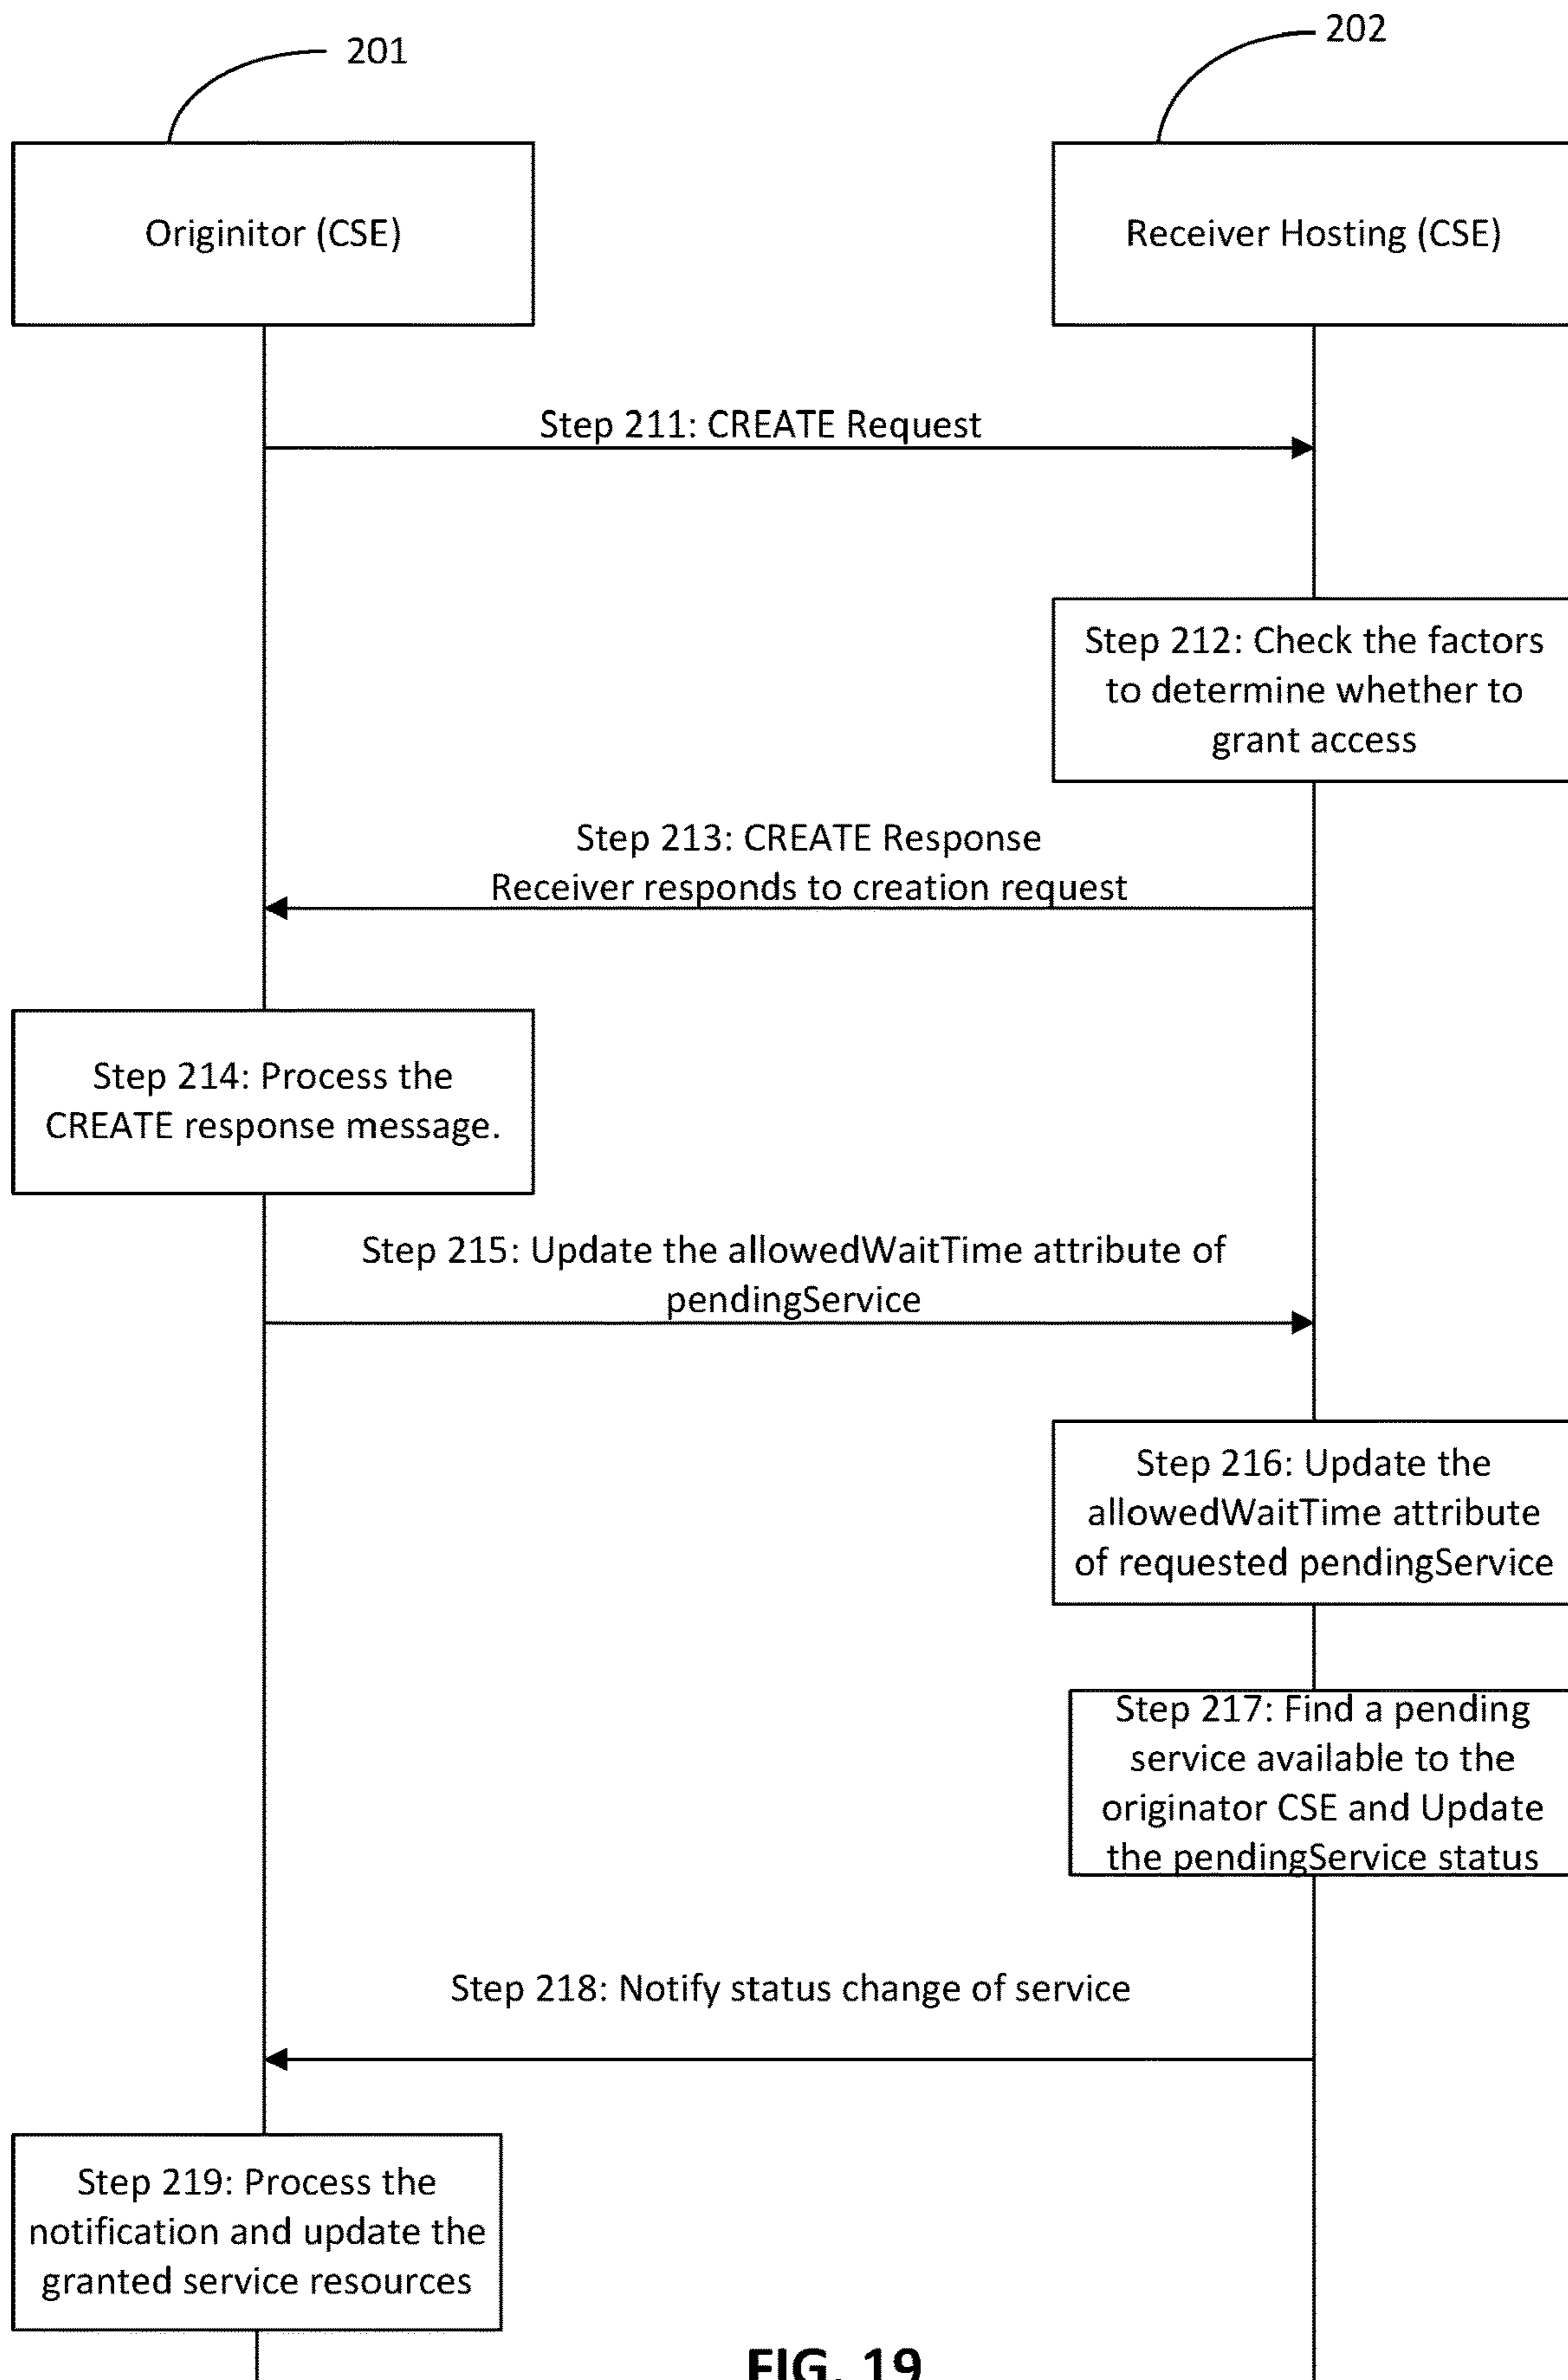 201
202
Originitor (CSE)
Receiver Hosting (CSE)
Step 211: CREATE Request
Step 212: Check the factors
to determine whether to
grant access
Step 213: CREATE Response
Receiver responds to creation request
Step 214: Process the
CREATE response message.
Step 215: Update the allowedWaitTime attribute of
pendingService
Step 216: Update the
allowedWaitTime attribute
of requested pendingService
Step 217: Find a pending
service available to the
originator CSE and Update
the pendingService status
Step 218: Notify status change of service
Step 219: Process the
notification and update the
granted service resources
FIG. 19